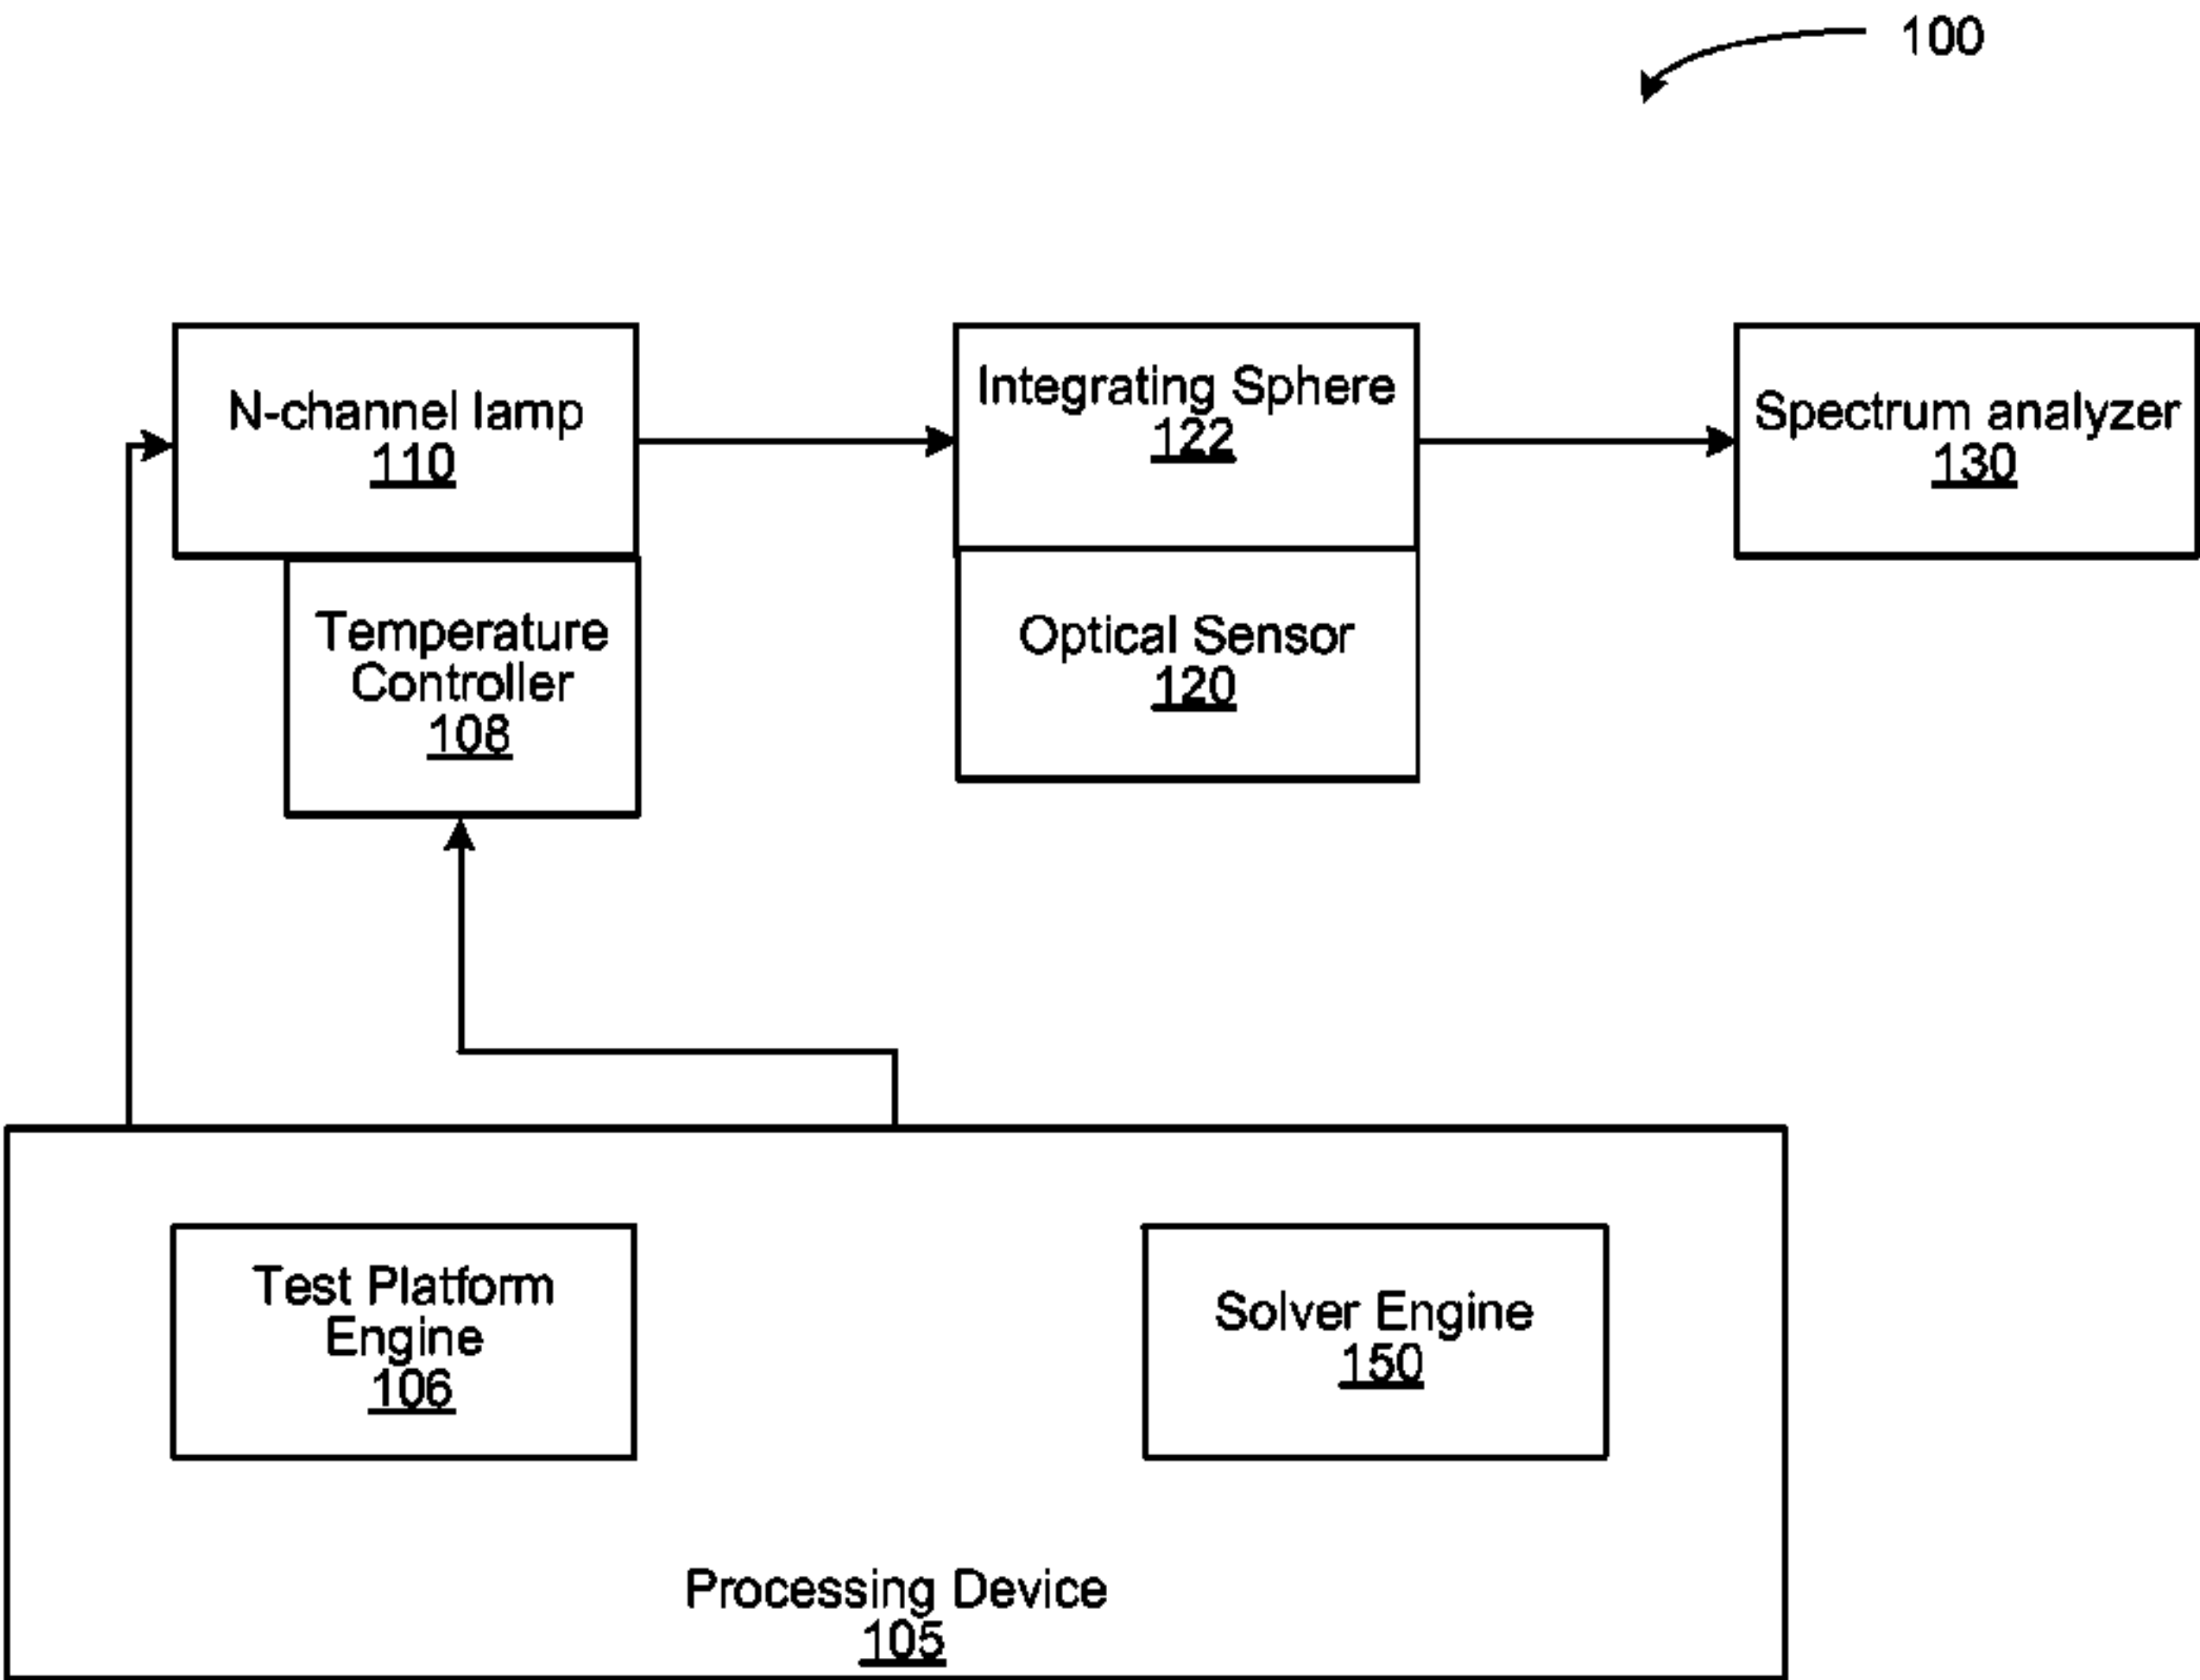 100
N-channel lamp
110
Integrating Sphere
122
Spectrum analyzer
130
Temperature
Controller
108
Optical Sensor
120
Test Platform
Engine
106
Solver Engine
150
Processing Device
105